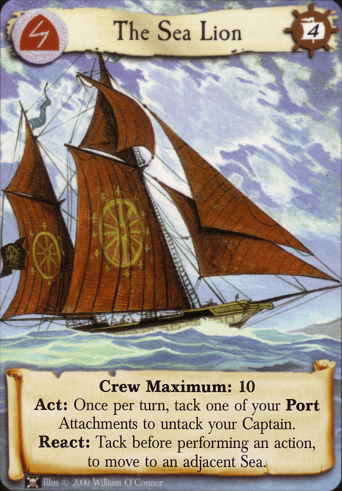 The Sea Lion
4
Crew Maximum: 10
Act: Once per turn, tack one of your Port
Attachments to untack your Captain.
React: Tack before performing an action,
to move to an adjacent Sea.
Illus © 2000 William O'Connor